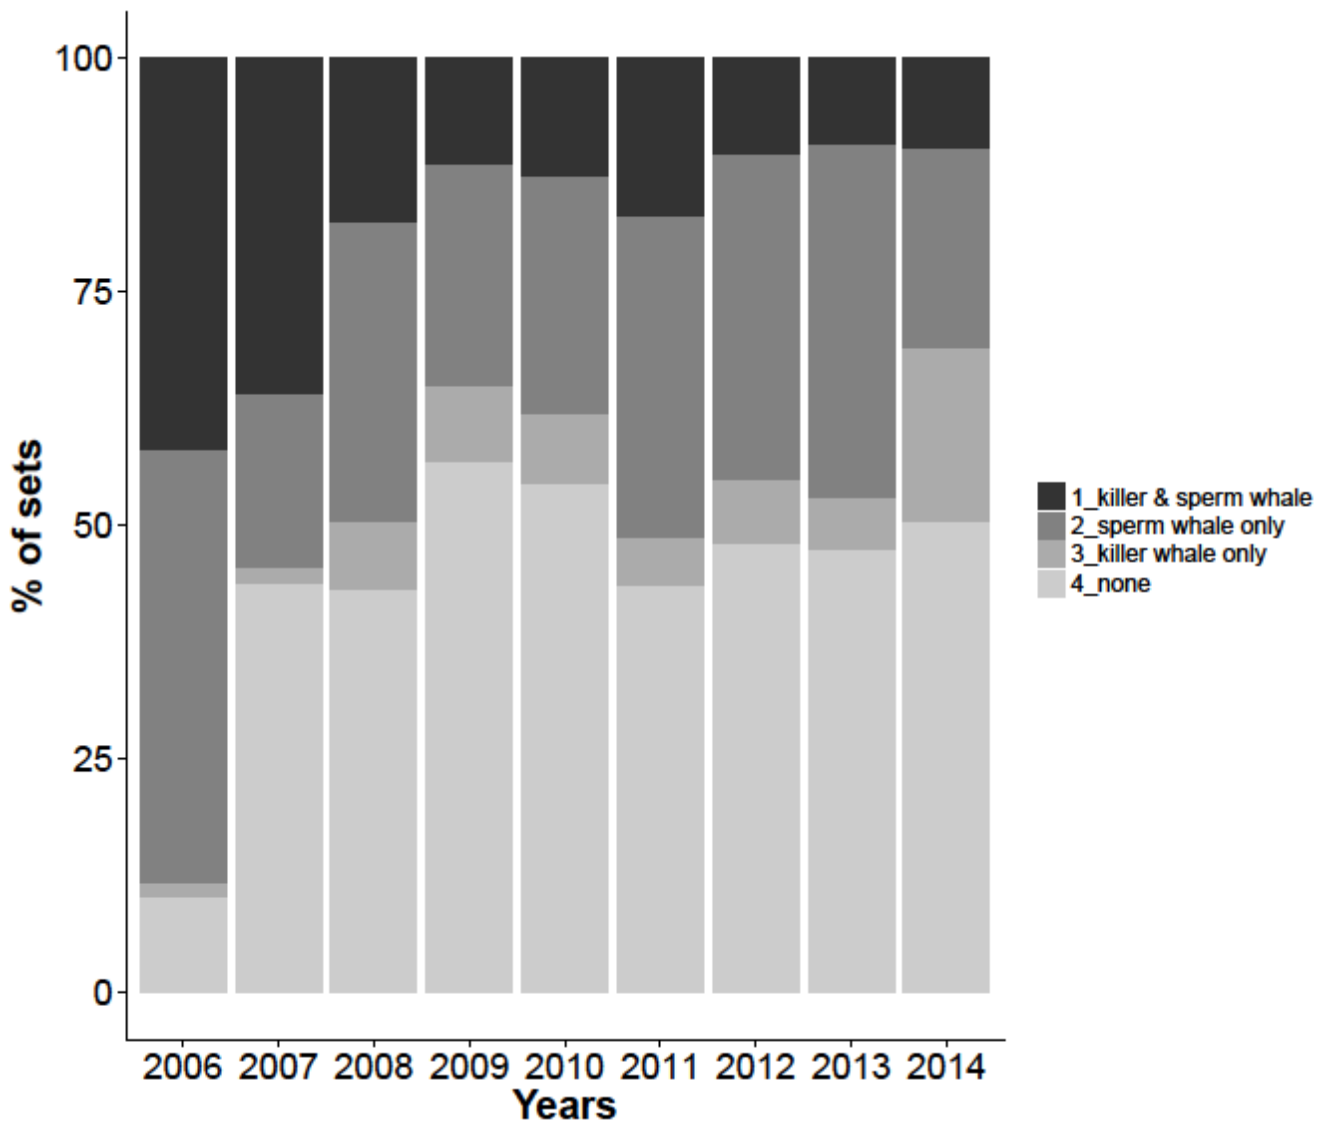 100
75
50
25
0
% of sets
2006 2007 2008 2009 2010 2011 2012 2013 2014
Years
1_killer & sperm whale
2_sperm whale only
3_killer whale only
4_none